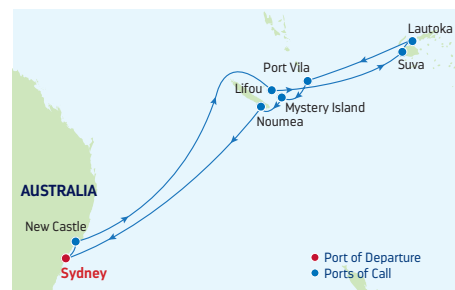 Lautoka
Suva
Port Vila
Lifou
Mystery Island
Noumea
AUSTRALIA
New Castle
Sydney
Port of Departure
Ports of Call